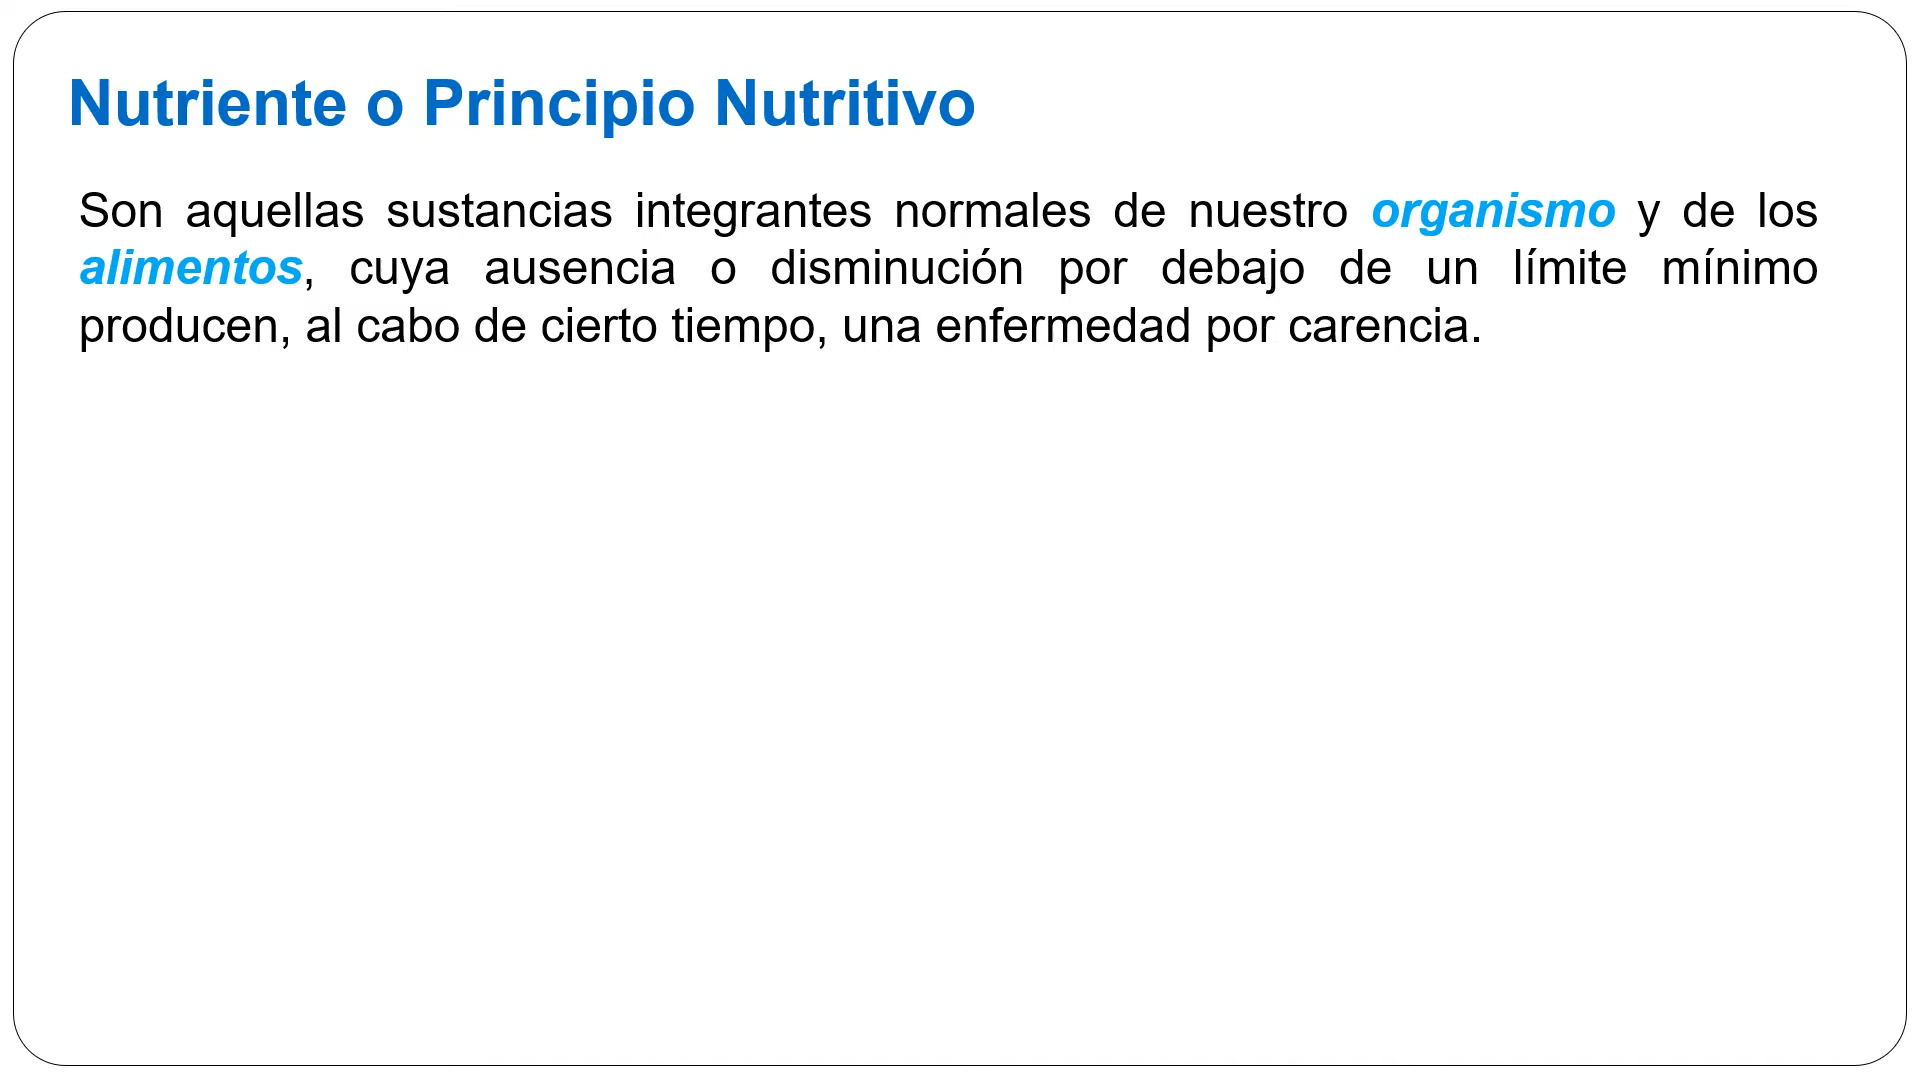 Nutriente o Principio Nutritivo
Son aquellas sustancias integrantes normales de nuestro organismo y de los
alimentos, cuya ausencia o disminución por debajo de un límite mínimo
producen, al cabo de cierto tiempo, una enfermedad por carencia.